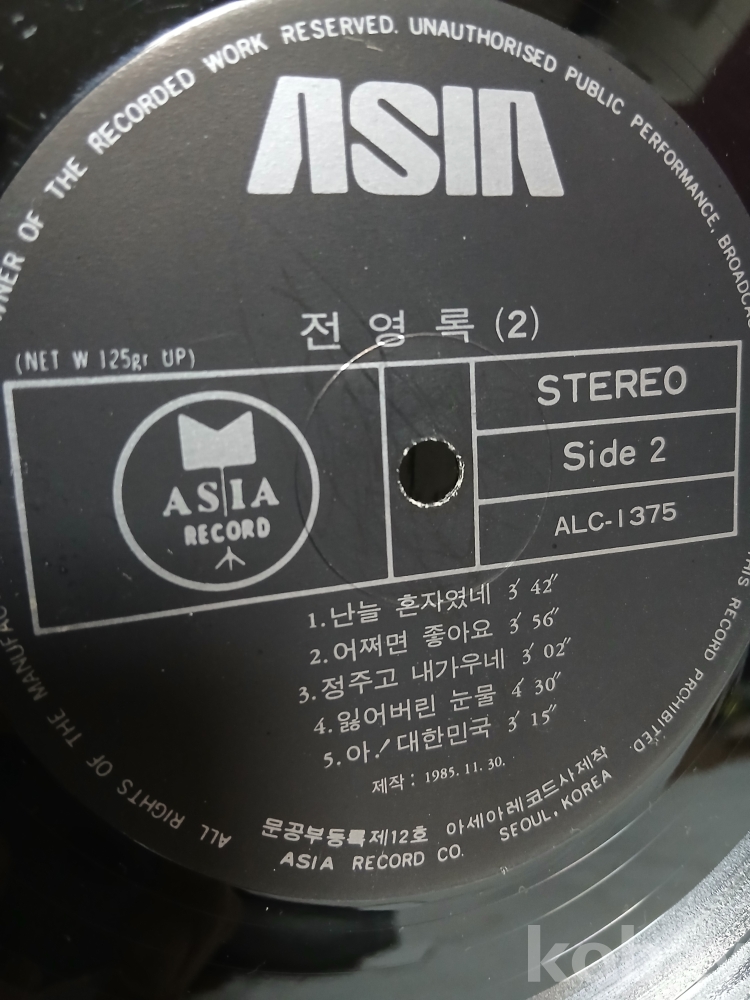 WNER OF THE RECORDED WORK RESERVED. UNAUTHORISED PUBLIC PERFORMANCE, BROADCAS
ASIA
전영록 (2)
(NET W 125gr UP)
ASIA
RECORD
STEREO
Side 2
ALC-1375
1. 난늘 혼자였네 3′ 42″
2. 어쩌면 좋아요 3′ 56″
3. 정주고 내가우네 3′ 02″
4. 잃어버린 눈물 4′ 30″
5. 아! 대한민국 3′ 15″
제작: 1985. 11. 30.
문공부등록제12호 아세아레코드사제작
ASIA RECORD CO. SEOUL, KOREA
HIS RECORD PROHIBITED.
ALL RIGHTS OF THE MANUFAC